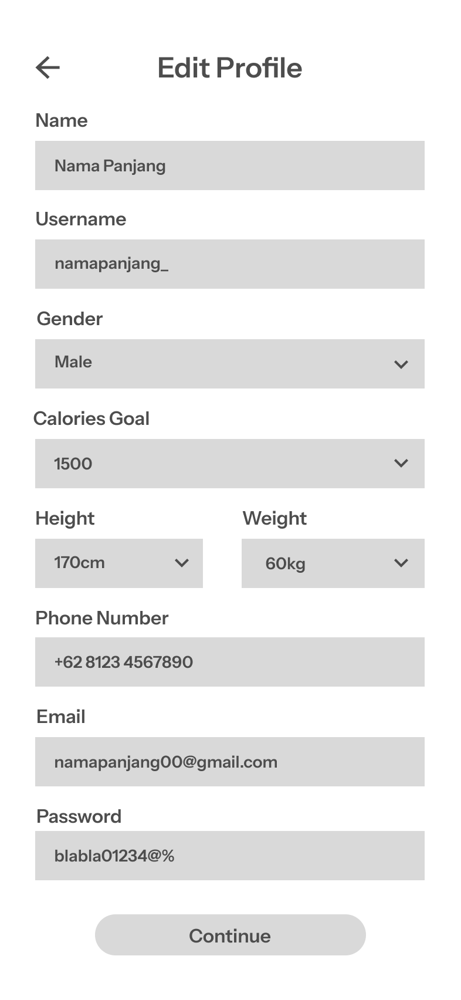 Edit Profile
Name
Nama Panjang
Username
namapanjang_
Gender
Male
Calories Goal
1500
Height
Weight
170cm
60kg
Phone Number
+62 8123 4567890
Email
namapanjang00@gmail.com
Password
blabla01234@%
Continue